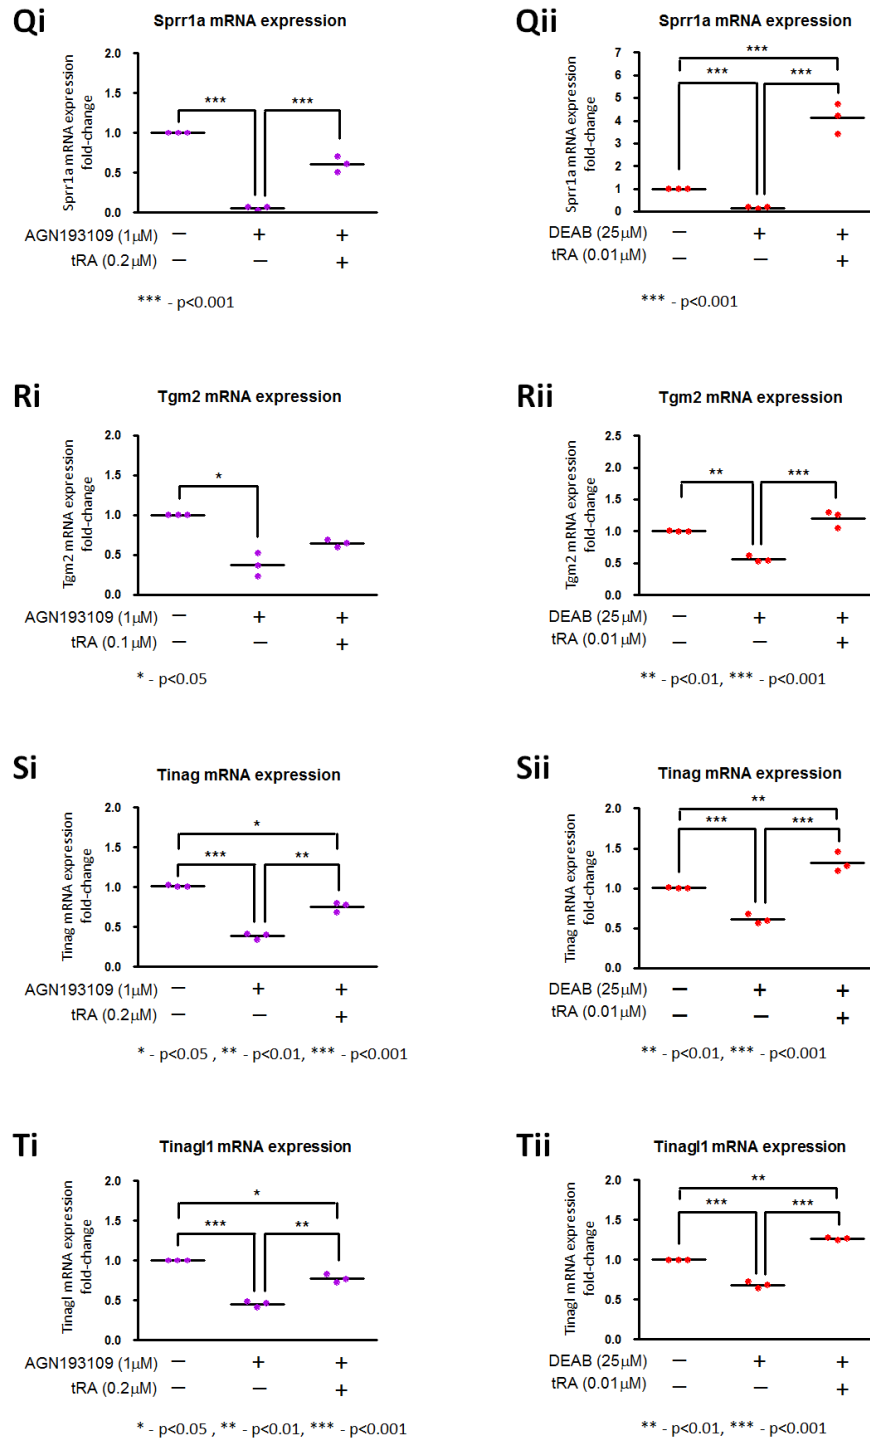 Qi
Sprr1a mRNA expression
Sprr1a mRNA expression
fold-change
2.0
1.5
1.0
0.5
0.0
*** ***
AGN193109 (1µM) — + +
tRA (0.2µM) — — +
*** - p<0.001
Qii
Sprr1a mRNA expression
Sprr1a mRNA expression
fold-change
7
6
5
4
2
1
0
***
*** ***
DEAB (25µM) — + +
tRA (0.01µM) — — +
*** - p<0.001
Ri
Tgm2 mRNA expression
Tgm2 mRNA expression
fold-change
2.0
1.5
1.0
0.5
0.0
*
AGN193109 (1µM) — + +
tRA (0.1µM) — — +
* - p<0.05
Rii
Tgm2 mRNA expression
Tgm2 mRNA expression
fold-change
2.5
2.0
1.5
1.0
0.5
0.0
** ***
DEAB (25µM) — + +
tRA (0.01µM) — — +
** - p<0.01, *** - p<0.001
Si
Tinag mRNA expression
Tinag mRNA expression
fold-change
2.0
1.5
1.0
0.5
0.0
*
*** **
AGN193109 (1µM) — + +
tRA (0.2µM) — — +
* - p<0.05 , ** - p<0.01, *** - p<0.001
Sii
Tinag mRNA expression
Tinag mRNA expression
fold-change
2.0
1.5
1.0
0.5
0.0
**
*** ***
DEAB (25µM) — + +
tRA (0.01µM) — — +
** - p<0.01, *** - p<0.001
Ti
Tinagl1 mRNA expression
Tinagl mRNA expression
fold-change
2.0
1.5
1.0
0.5
0.0
*
*** **
AGN193109 (1µM) — + +
tRA (0.2µM) — — +
* - p<0.05 , ** - p<0.01, *** - p<0.001
Tii
Tinagl1 mRNA expression
Tinagl mRNA expression
fold-change
2.0
1.5
1.0
0.5
0.0
**
*** ***
DEAB (25µM) — + +
tRA (0.01µM) — — +
** - p<0.01, *** - p<0.001